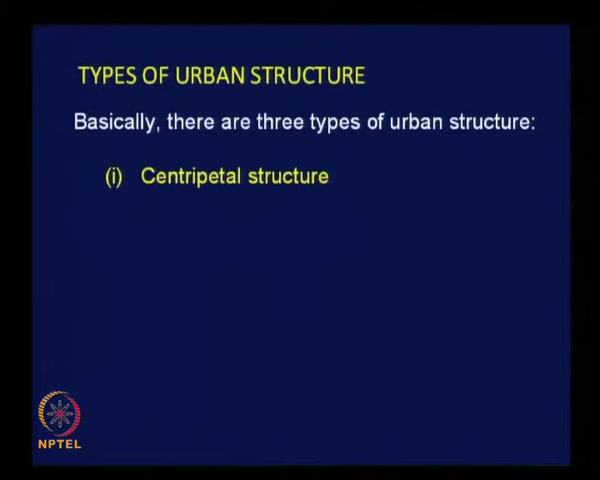 TYPES OF URBAN STRUCTURE
Basically, there are three types of urban structure:
(i) Centripetal structure
NPTEL